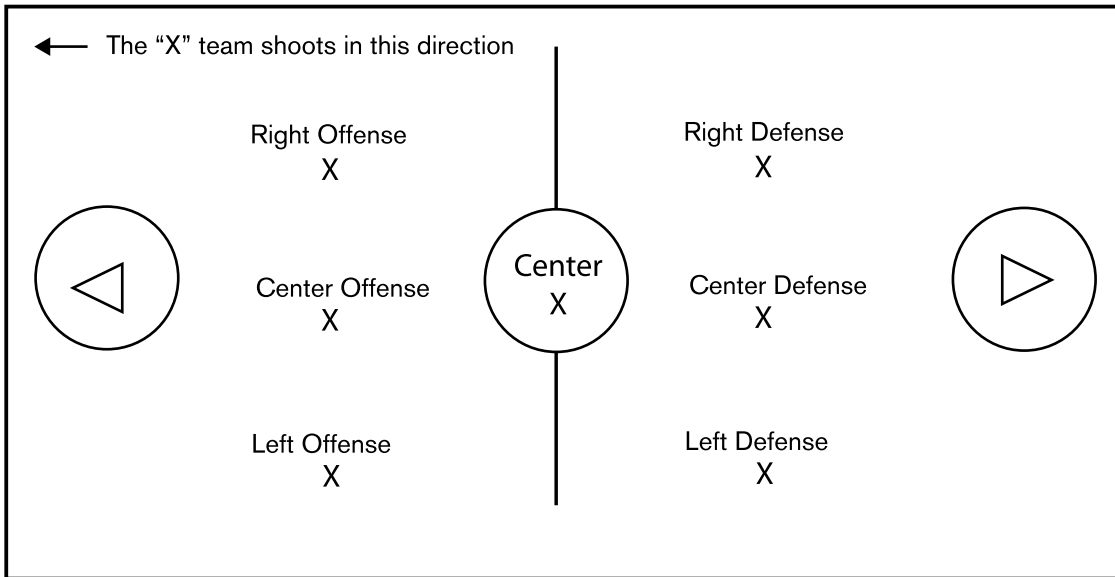 The “X” team shoots in this direction
Right Offense
X
Right Defense
X
Center Offense
X
Center
X
Center Defense
X
Left Offense
X
Left Defense
X